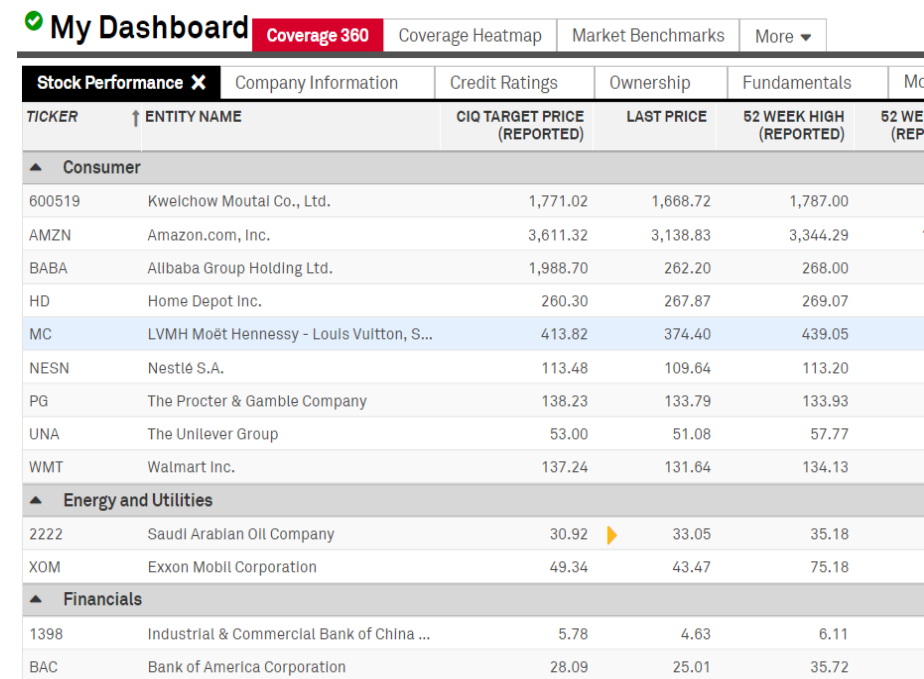 My Dashboard Coverage 360 Coverage Heatmap Market Benchmarks More
Stock Performance Company Information Credit Ratings Ownership Fundamentals
TICKER ENTITY NAME CIQ TARGET PRICE (REPORTED) LAST PRICE 52 WEEK HIGH (REPORTED)
Consumer
600519 Kweichow Moutai Co., Ltd. 1,771.02 1,668.72 1,787.00
AMZN Amazon.com, Inc. 3,611.32 3,138.83 3,344.29
BABA Alibaba Group Holding Ltd. 1,988.70 262.20 268.00
HD Home Depot Inc. 260.30 267.87 269.07
MC LVMH Moët Hennessy - Louis Vuitton, S... 413.82 374.40 439.05
NESN Nestlé S.A. 113.48 109.64 113.20
PG The Procter & Gamble Company 138.23 133.79 133.93
UNA The Unilever Group 53.00 51.08 57.77
WMT Walmart Inc. 137.24 131.64 134.13
Energy and Utilities
2222 Saudi Arabian Oil Company 30.92 33.05 35.18
XOM Exxon Mobil Corporation 49.34 43.47 75.18
Financials
1398 Industrial & Commercial Bank of China ... 5.78 4.63 6.11
BAC Bank of America Corporation 28.09 25.01 35.72